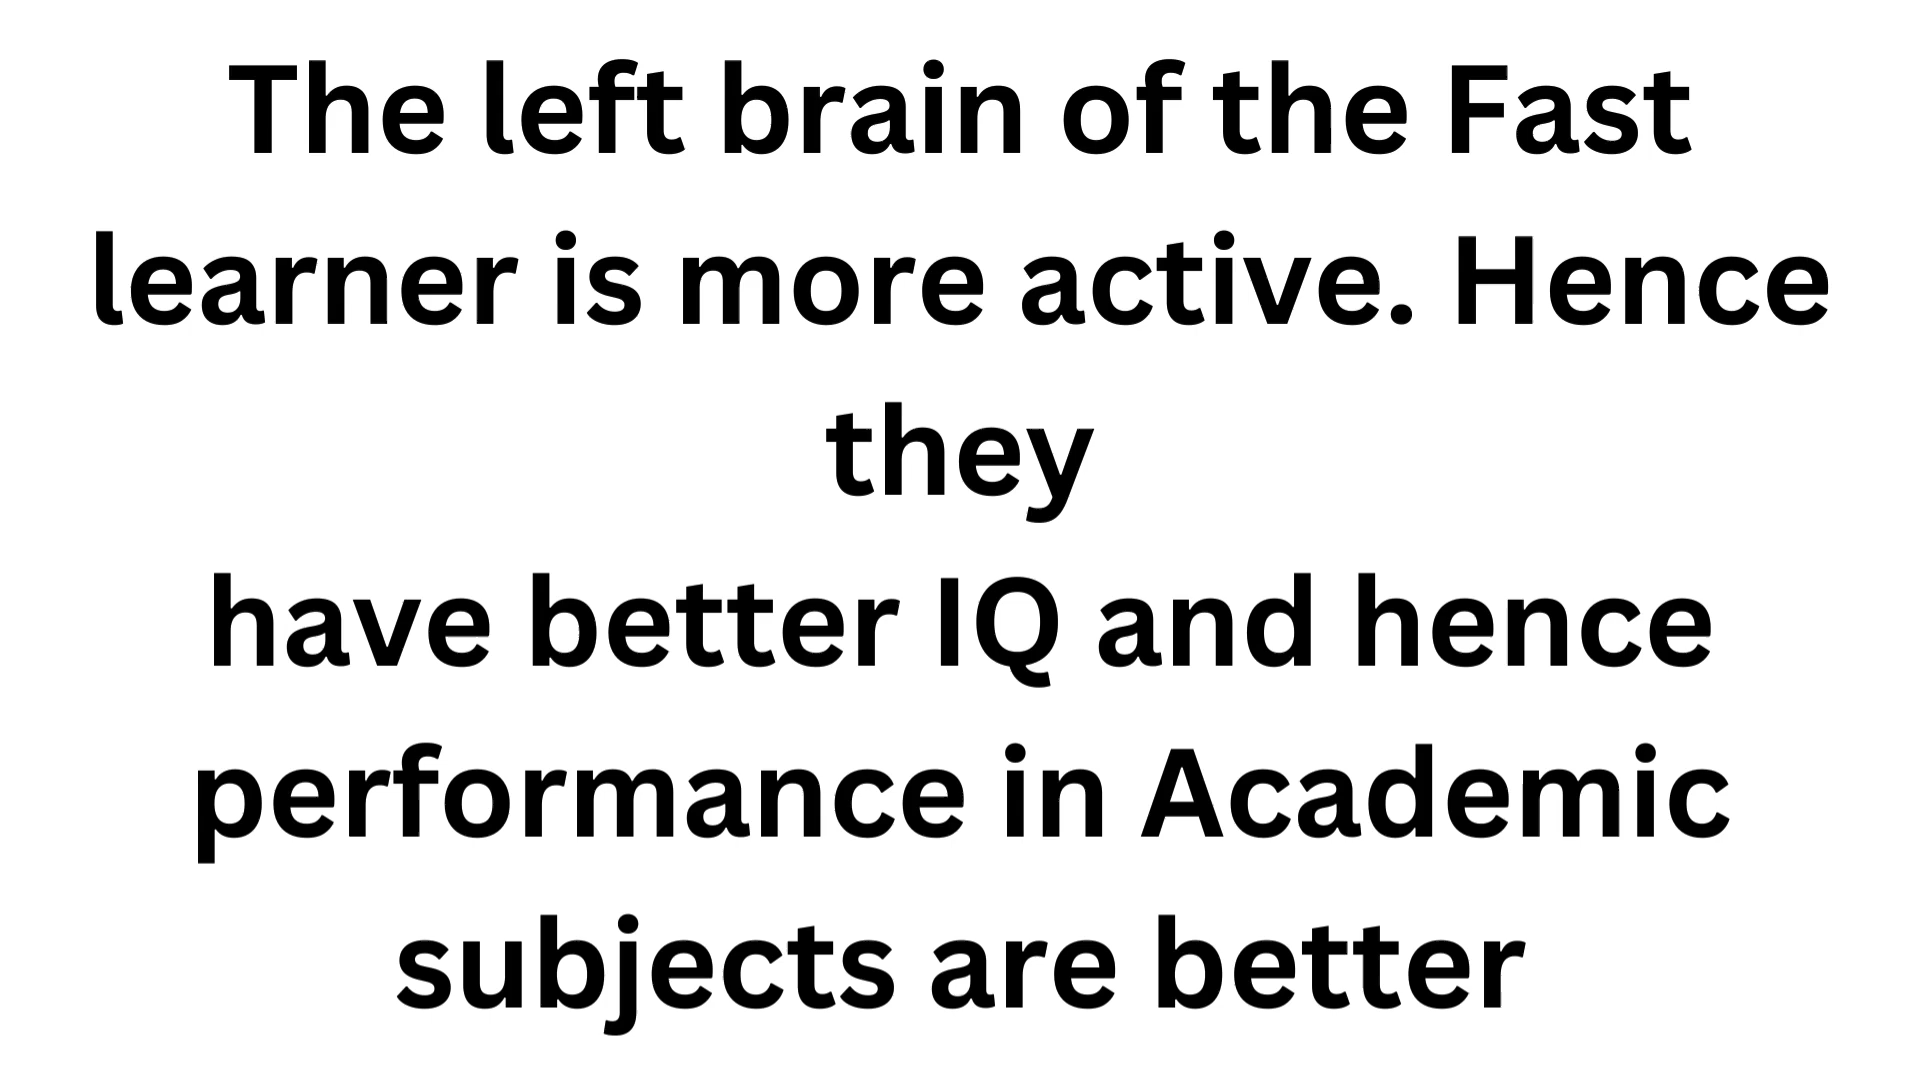 The left brain of the Fast
learner is more active. Hence
they
have better IQ and hence
performance in Academic
subjects are better